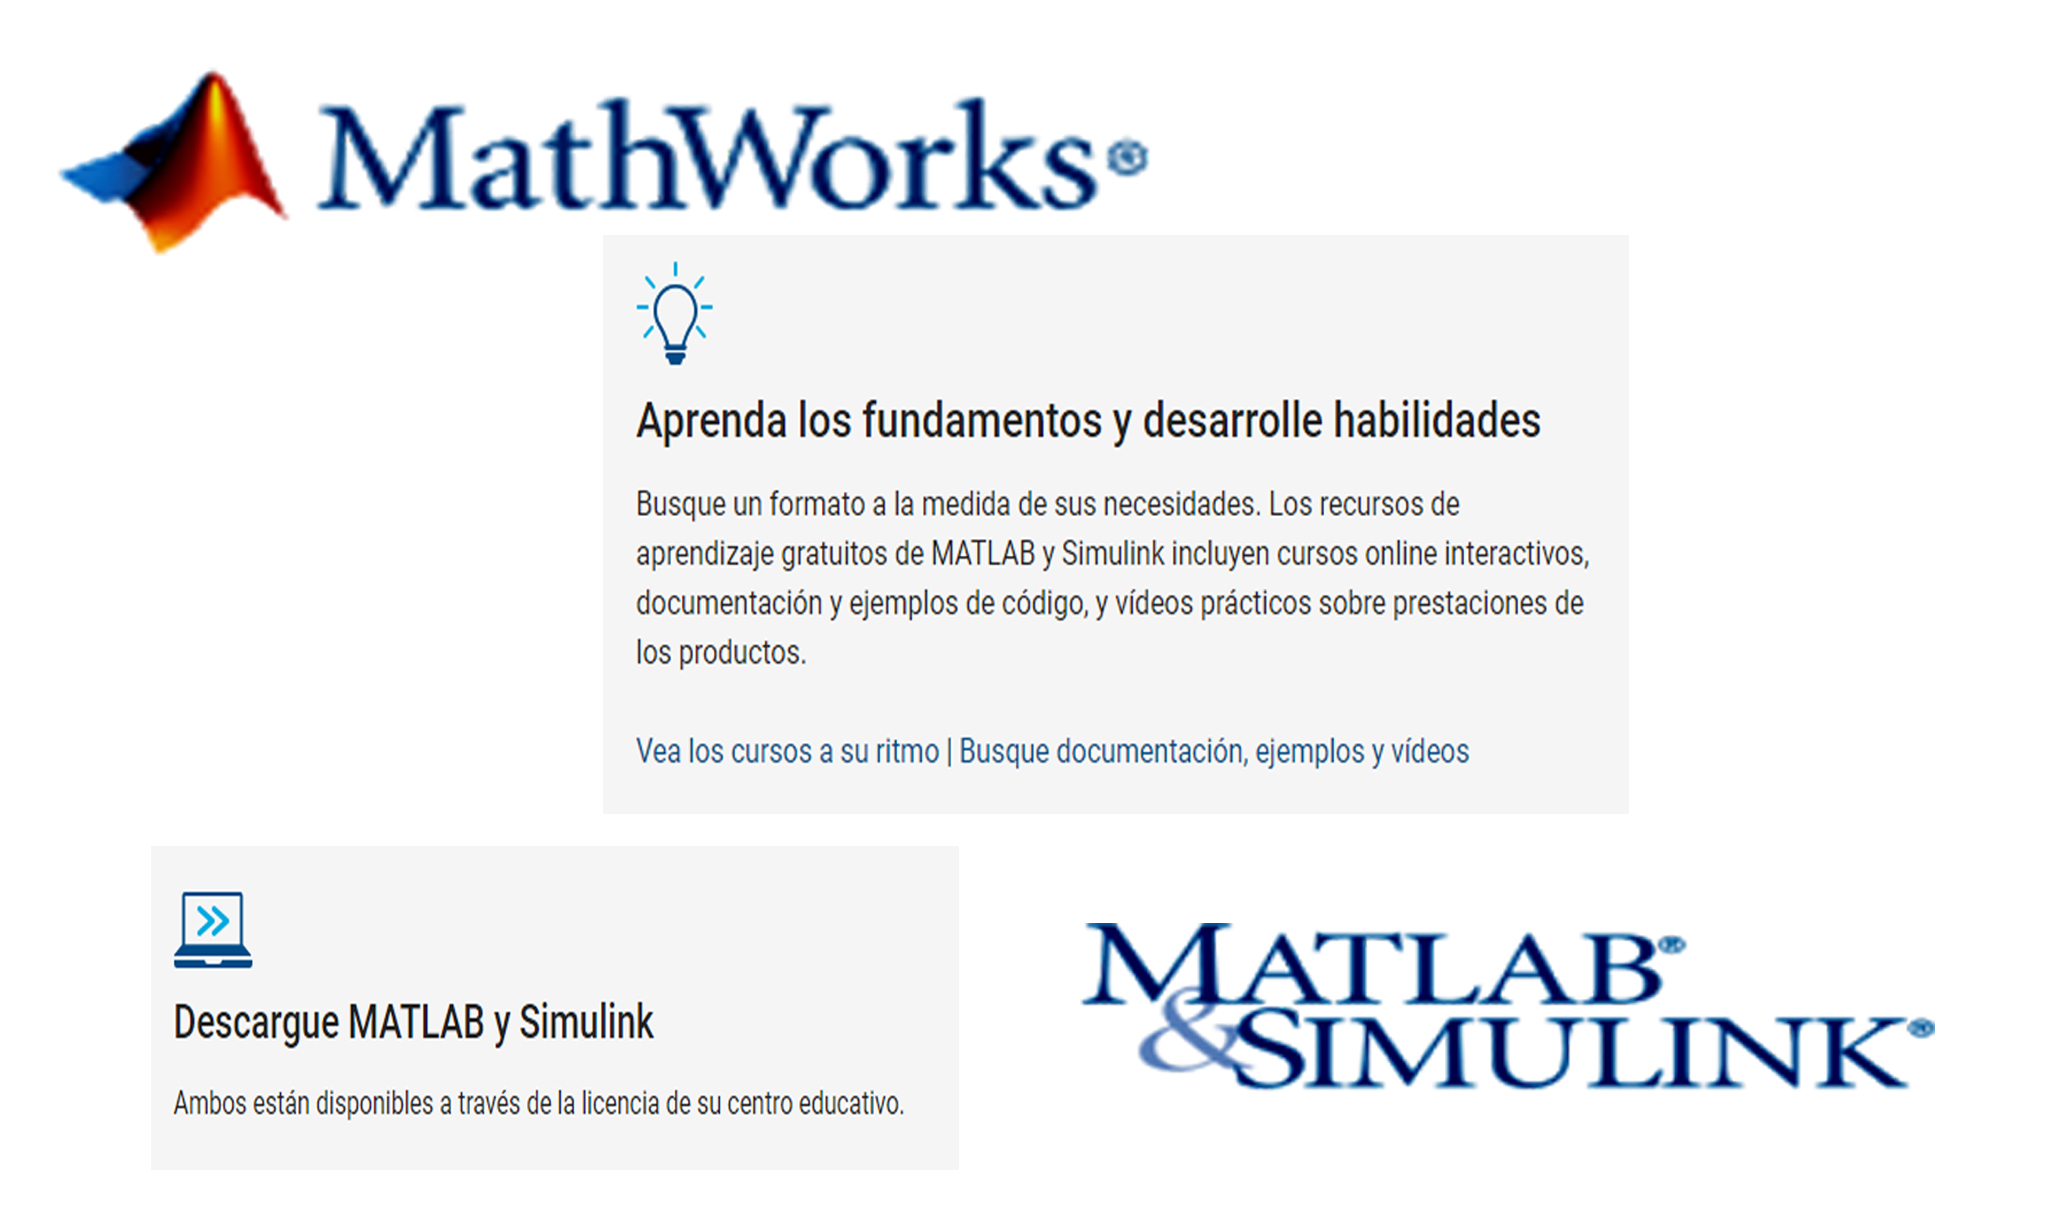 MathWorks®
Aprenda los fundamentos y desarrolle habilidades
Busque un formato a la medida de sus necesidades. Los recursos de
aprendizaje gratuitos de MATLAB y Simulink incluyen cursos online interactivos,
documentación y ejemplos de código, y vídeos prácticos sobre prestaciones de
los productos.
Vea los cursos a su ritmo | Busque documentación, ejemplos y vídeos
Descargue MATLAB y Simulink
Ambos están disponibles a través de la licencia de su centro educativo.
MATLAB®
&SIMULINK®